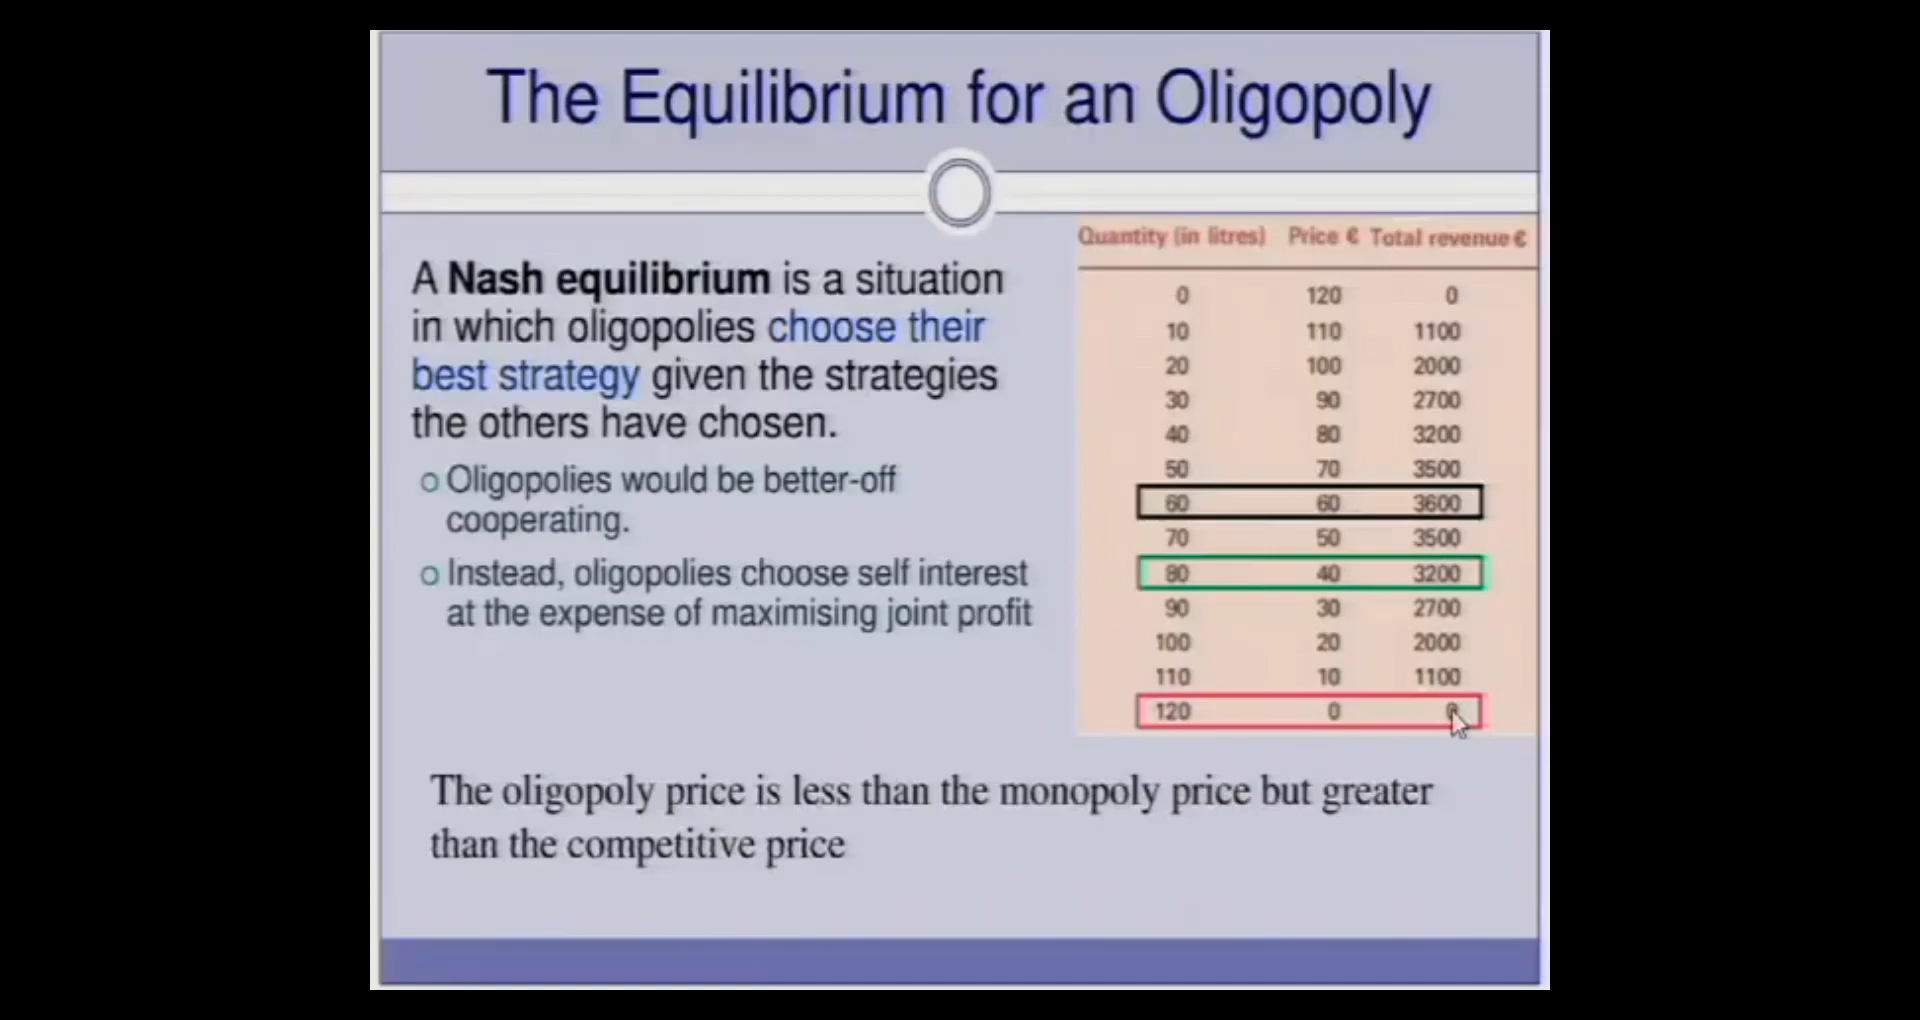 The Equilibrium for an Oligopoly
A Nash equilibrium is a situation
in which oligopolies choose their
best strategy given the strategies
the others have chosen.
Oligopolies would be better-off
cooperating.
Instead, oligopolies choose self interest
at the expense of maximising joint profit
Quantity (in litres) Price € Total revenue €
0 120 0
10 110 1100
20 100 2000
30 90 2700
40 80 3200
50 70 3500
60 60 3600
70 50 3500
80 40 3200
90 30 2700
100 20 2000
110 10 1100
120 0 0
The oligopoly price is less than the monopoly price but greater
than the competitive price